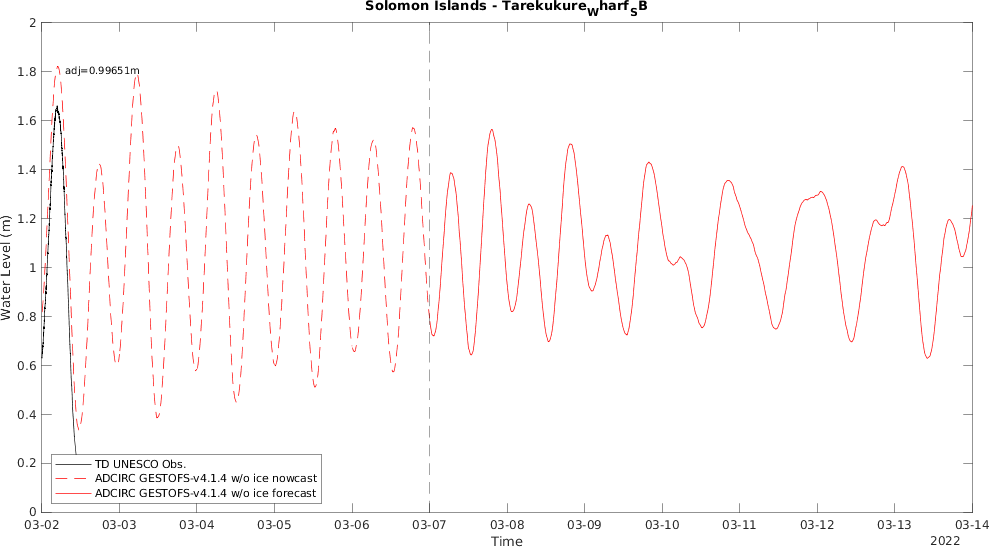 Solomon Islands - Tarekukure_Wharf_SB
adj=0.99651m
Water Level (m)
2
1.8
1.6
1.4
1.2
1
0.8
0.6
0.4
0.2
0
TD UNESCO Obs.
ADCIRC GESTOFS-v4.1.4 w/o ice nowcast
ADCIRC GESTOFS-v4.1.4 w/o ice forecast
03-02 03-03 03-04 03-05 03-06 03-07 03-08 03-09 03-10 03-11 03-12 03-13 03-14
Time
2022